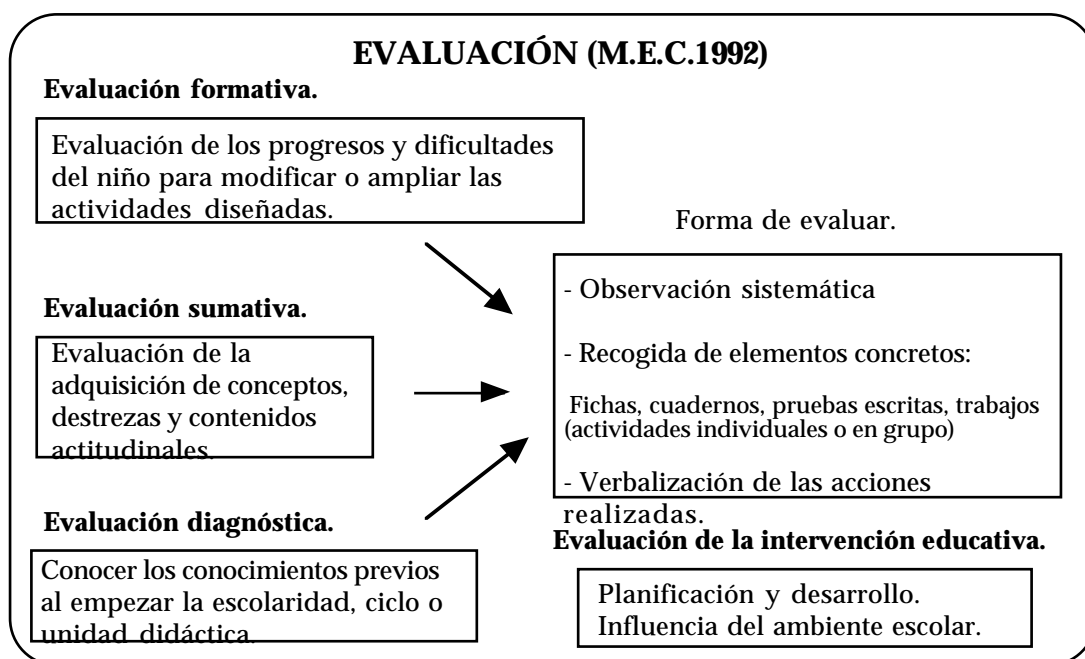 EVALUACIÓN (M.E.C.1992)
Evaluación formativa.
Evaluación de los progresos y dificultades
del niño para modificar o ampliar las
actividades diseñadas.
Evaluación sumativa.
Evaluación de la
adquisición de conceptos,
destrezas y contenidos
actitudinales.
Evaluación diagnóstica.
Conocer los conocimientos previos
al empezar la escolaridad, ciclo o
unidad didáctica.
Forma de evaluar.
- Observación sistemática
- Recogida de elementos concretos:
Fichas, cuadernos, pruebas escritas, trabajos
(actividades individuales o en grupo)
- Verbalización de las acciones
realizadas.
Evaluación de la intervención educativa.
Planificación y desarrollo.
Influencia del ambiente escolar.